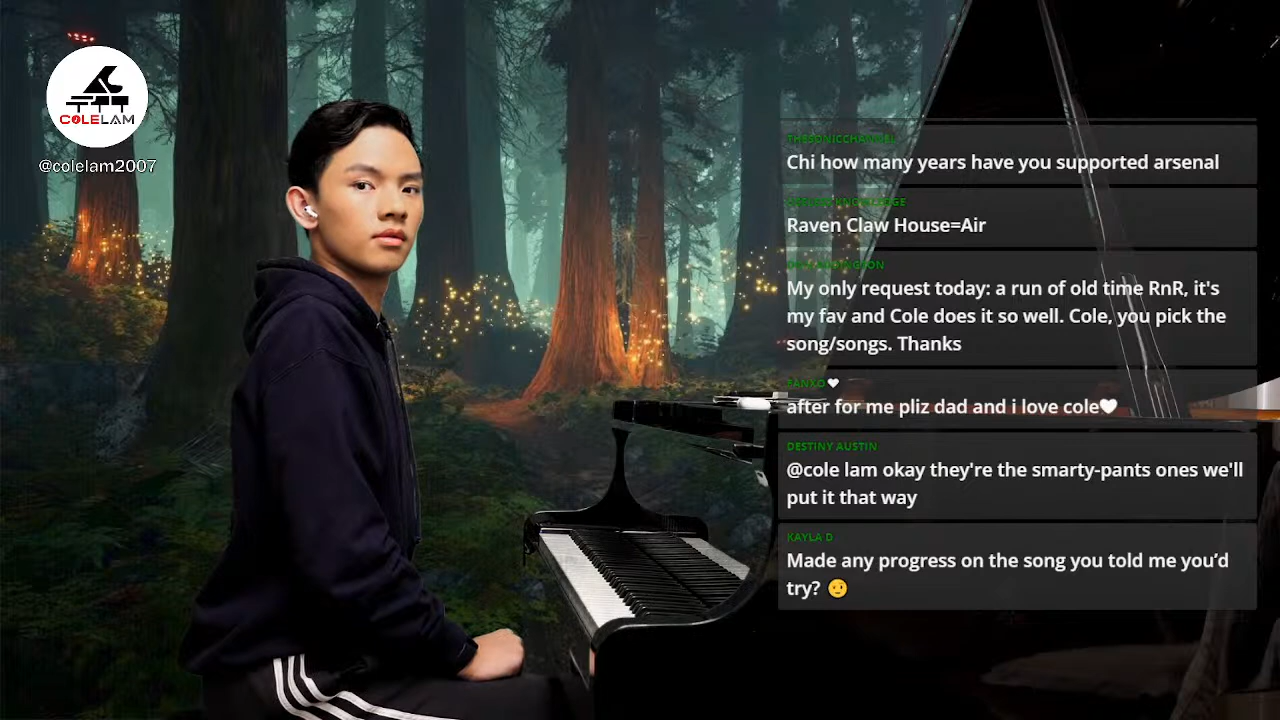 COLELAM
@colelam2007
THESONICCHANNEL
Chi how many years have you supported arsenal
Raven Claw House=Air
My only request today: a run of old time RnR, it's
my fav and Cole does it so well. Cole, you pick the
song/songs. Thanks
SANXO🤍
after for me pliz dad and i love cole🤍
DESTINY AUSTIN
@cole lam okay they're the smarty-pants ones we'll
put it that way
KAYLA D
Made any progress on the song you told me you’d
try? 🫡